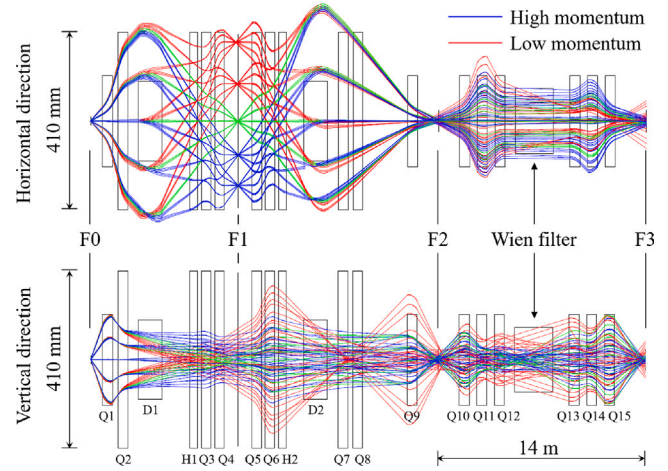 High momentum
Low momentum
Horizontal direction
410 mm
F0
F1
F2
Wien filter
F3
Vertical direction
410 mm
Q1
D1
D2
Q9
Q10
Q11
Q12
Q13
Q14
Q15
Q2
H1
Q3
Q4
Q5
Q6
H2
Q7
Q8
14 m